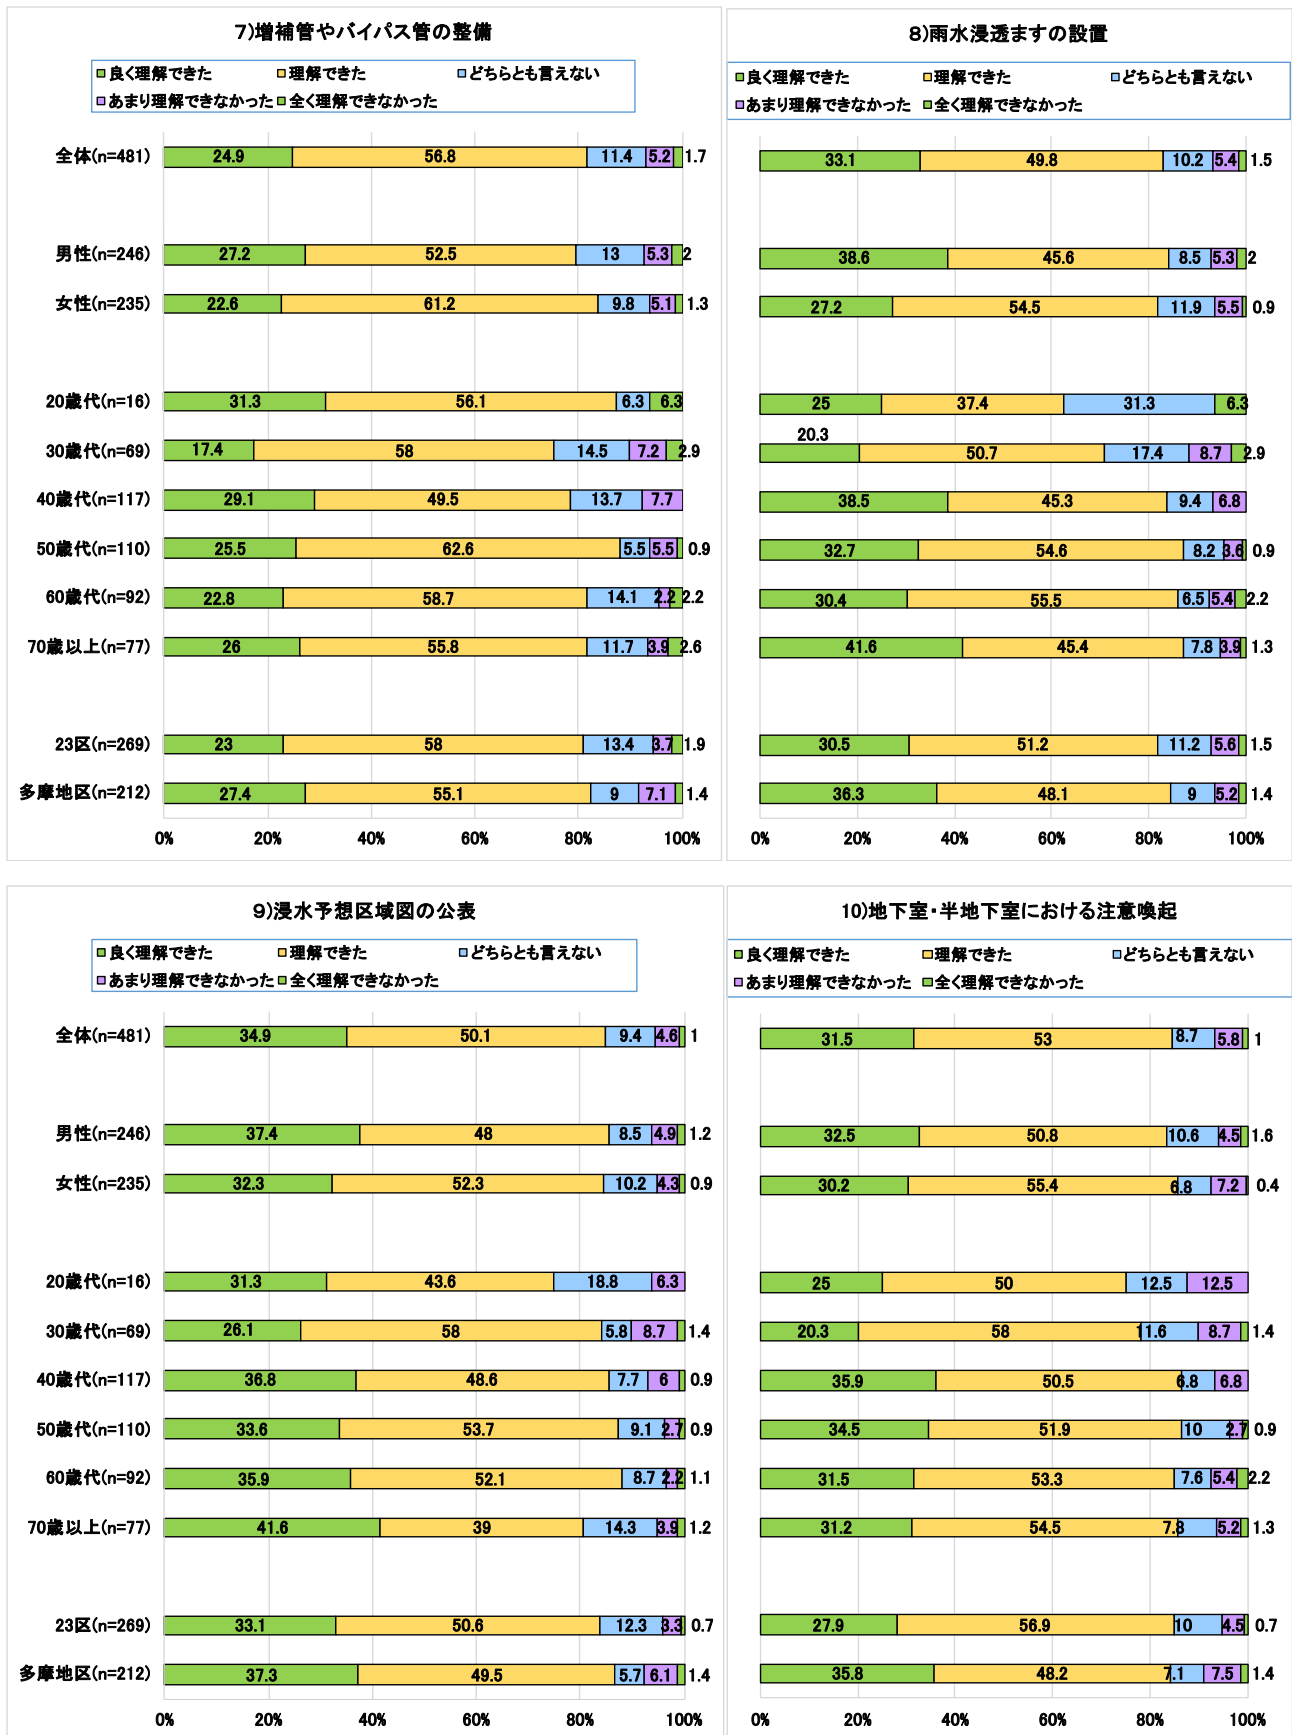 7)増補管やバイパス管の整備
良く理解できた 理解できた どちらとも言えない
あまり理解できなかった 全く理解できなかった
全体(n=481) 24.9 56.8 11.4 5.2 1.7
男性(n=246) 27.2 52.5 13 5.3 2
女性(n=235) 22.6 61.2 9.8 5.1 1.3
20歳代(n=16) 31.3 56.1 6.3 6.3
30歳代(n=69) 17.4 58 14.5 7.2 2.9
40歳代(n=117) 29.1 49.5 13.7 7.7
50歳代(n=110) 25.5 62.6 5.5 5.5 0.9
60歳代(n=92) 22.8 58.7 14.1 2.2 2.2
70歳以上(n=77) 26 55.8 11.7 3.9 2.6
23区(n=269) 23 58 13.4 3.7 1.9
多摩地区(n=212) 27.4 55.1 9 7.1 1.4
0% 20% 40% 60% 80% 100%
8)雨水浸透ますの設置
良く理解できた 理解できた どちらとも言えない
あまり理解できなかった 全く理解できなかった
33.1 49.8 10.2 5.4 1.5
38.6 45.6 8.5 5.3 2
27.2 54.5 11.9 5.5 0.9
25 37.4 31.3 6.3
20.3 50.7 17.4 8.7 2.9
38.5 45.3 9.4 6.8
32.7 54.6 8.2 3.6 0.9
30.4 55.5 6.5 5.4 2.2
41.6 45.4 7.8 3.9 1.3
30.5 51.2 11.2 5.6 1.5
36.3 48.1 9 5.2 1.4
0% 20% 40% 60% 80% 100%
9)浸水予想区域図の公表
良く理解できた 理解できた どちらとも言えない
あまり理解できなかった 全く理解できなかった
全体(n=481) 34.9 50.1 9.4 4.6 1
男性(n=246) 37.4 48 8.5 4.9 1.2
女性(n=235) 32.3 52.3 10.2 4.3 0.9
20歳代(n=16) 31.3 43.6 18.8 6.3
30歳代(n=69) 26.1 58 5.8 8.7 1.4
40歳代(n=117) 36.8 48.6 7.7 6 0.9
50歳代(n=110) 33.6 53.7 9.1 2.7 0.9
60歳代(n=92) 35.9 52.1 8.7 2.2 1.1
70歳以上(n=77) 41.6 39 14.3 3.9 1.2
23区(n=269) 33.1 50.6 12.3 3.3 0.7
多摩地区(n=212) 37.3 49.5 5.7 6.1 1.4
0% 20% 40% 60% 80% 100%
10)地下室・半地下室における注意喚起
良く理解できた 理解できた どちらとも言えない
あまり理解できなかった 全く理解できなかった
31.5 53 8.7 5.8 1
32.5 50.8 10.6 4.5 1.6
30.2 55.4 6.8 7.2 0.4
25 50 12.5 12.5
20.3 58 11.6 8.7 1.4
35.9 50.5 6.8 6.8
34.5 51.9 10 2.7 0.9
31.5 53.3 7.6 5.4 2.2
31.2 54.5 7.8 5.2 1.3
27.9 56.9 10 4.5 0.7
35.8 48.2 7.1 7.5 1.4
0% 20% 40% 60% 80% 100%